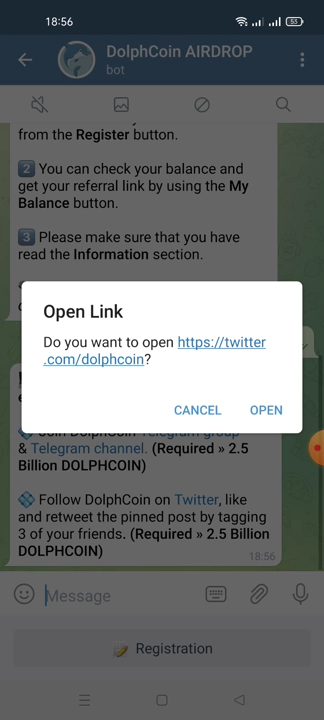 18:56
53
DolphCoin AIRDROP
bot
from the Register button.
2 You can check your balance and
get your referral link by using the My
Balance button.
3 Please make sure that you have
read the Information section.
Open Link
Do you want to open https://twitter
.com/dolphcoin?
CANCEL OPEN
Telegram group
& Telegram channel. (Required » 2.5
Billion DOLPHCOIN)
Follow DolphCoin on Twitter, like
and retweet the pinned post by tagging
3 of your friends. (Required » 2.5 Billion
DOLPHCOIN)
18:56
Message
Registration